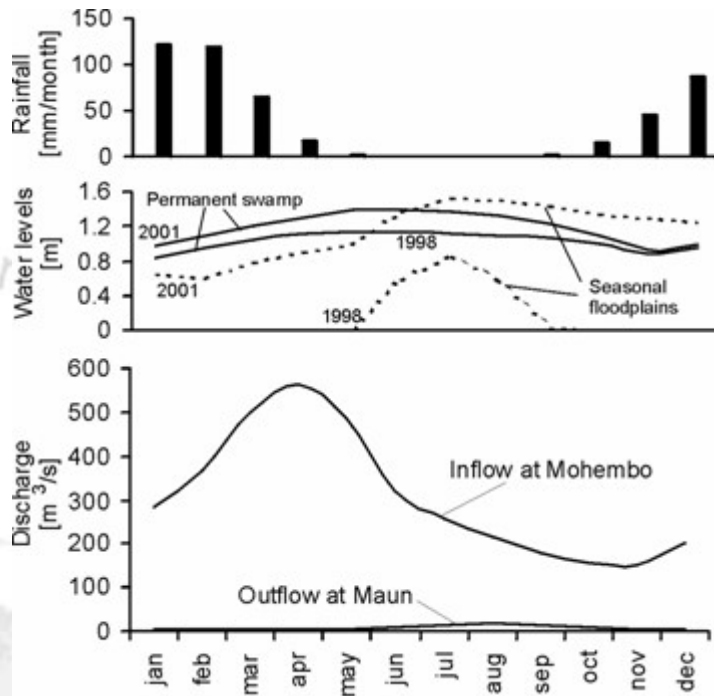 150
100
50
0
Rainfall
[mm/month]
1.6
1.2
0.8
0.4
0
Water levels
[m]
Permanent swamp
2001
1998
2001
1998
Seasonal
floodplains
600
500
400
300
200
100
0
Discharge
[m³/s]
Inflow at Mohembo
Outflow at Maun
jan feb mar apr may jun jul aug sep oct nov dec